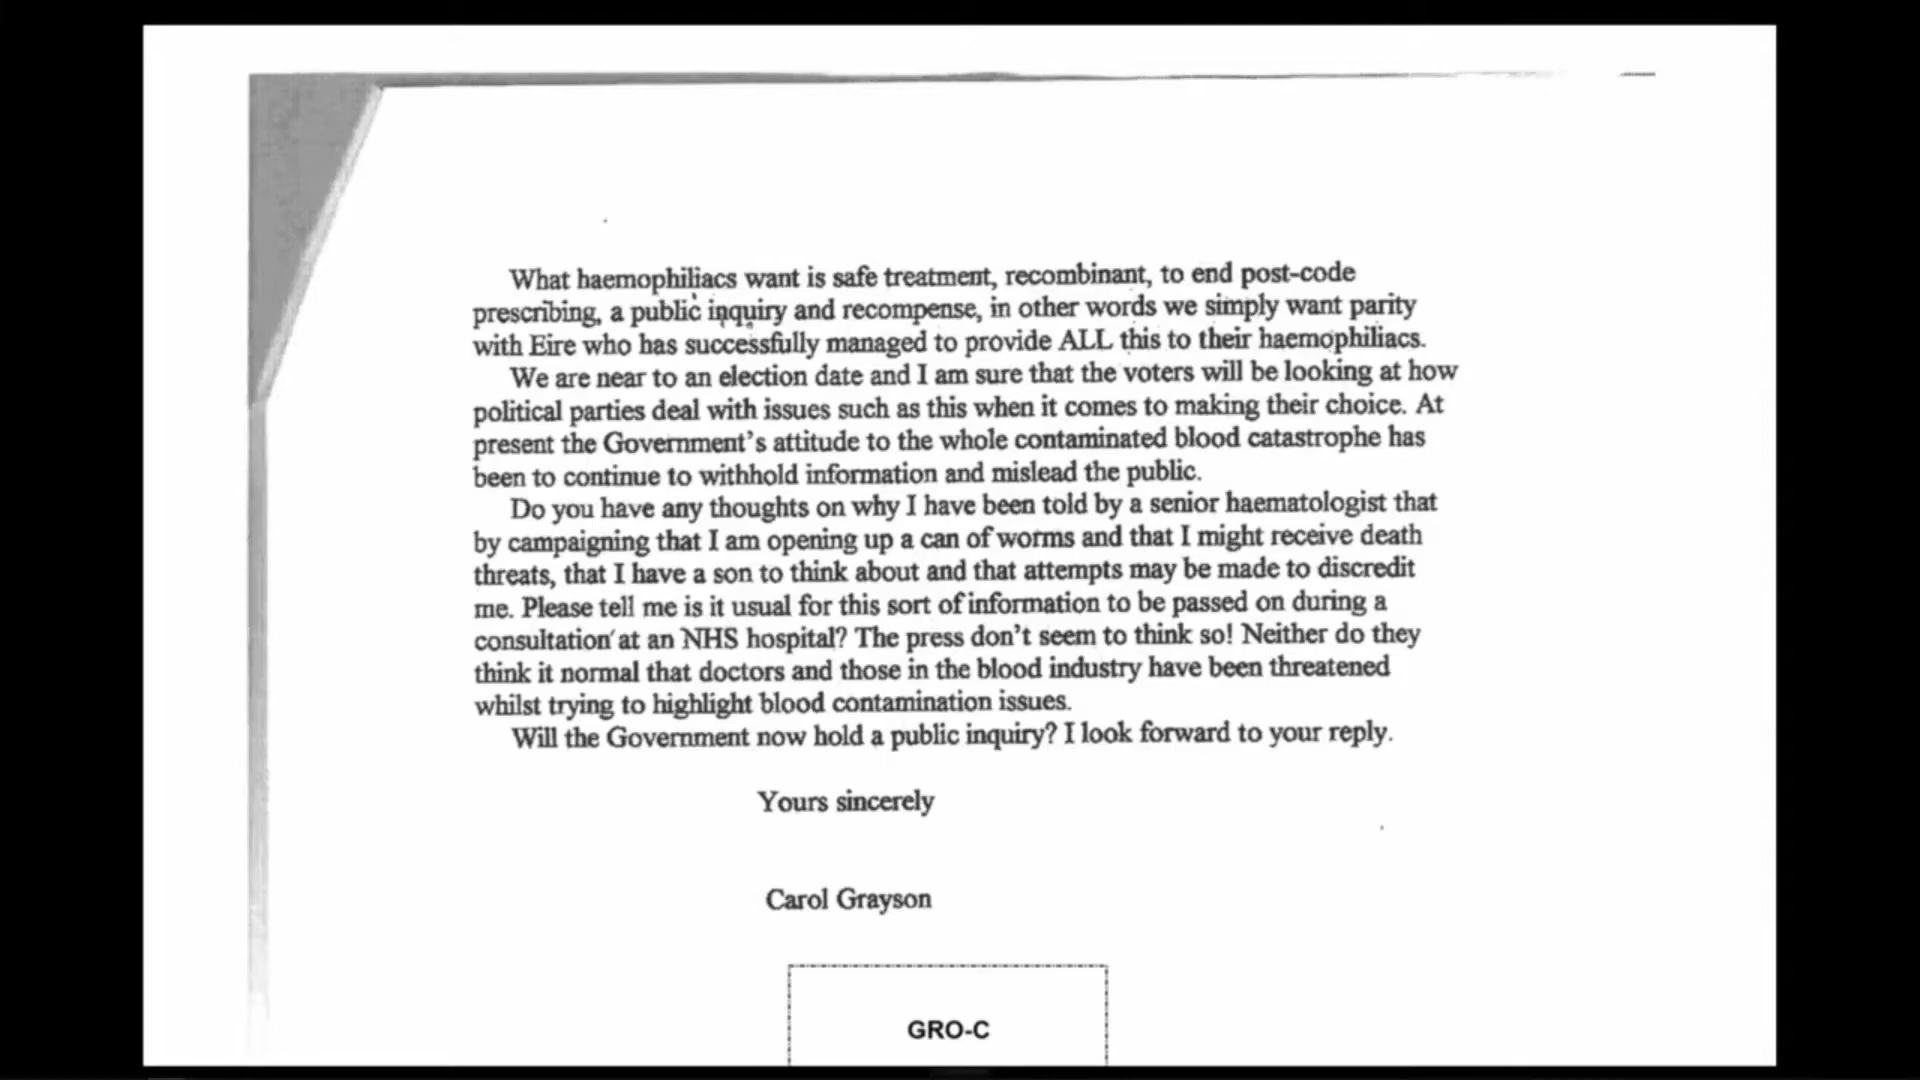 What haemophiliacs want is safe treatment, recombinant, to end post-code
prescribing, a public inquiry and recompense, in other words we simply want parity
with Eire who has successfully managed to provide ALL this to their haemophiliacs.
We are near to an election date and I am sure that the voters will be looking at how
political parties deal with issues such as this when it comes to making their choice. At
present the Government's attitude to the whole contaminated blood catastrophe has
been to continue to withhold information and mislead the public.
Do you have any thoughts on why I have been told by a senior haematologist that
by campaigning that I am opening up a can of worms and that I might receive death
threats, that I have a son to think about and that attempts may be made to discredit
me. Please tell me is it usual for this sort of information to be passed on during a
consultation at an NHS hospital? The press don't seem to think so! Neither do they
think it normal that doctors and those in the blood industry have been threatened
whilst trying to highlight blood contamination issues.
Will the Government now hold a public inquiry? I look forward to your reply.
Yours sincerely
Carol Grayson
GRO-C